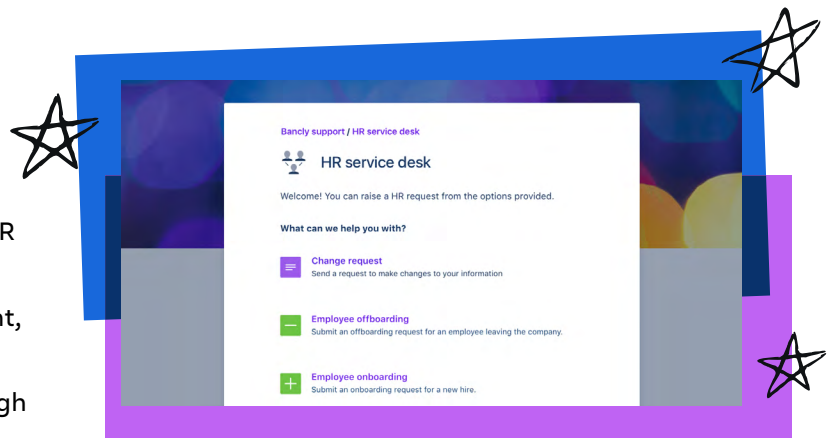 Bancly support / HR service desk
HR service desk
Welcome! You can raise a HR request from the options provided.
What can we help you with?
Change request
Send a request to make changes to your information
Employee offboarding
Submit an offboarding request for an employee leaving the company.
Employee onboarding
Submit an onboarding request for a new hire.